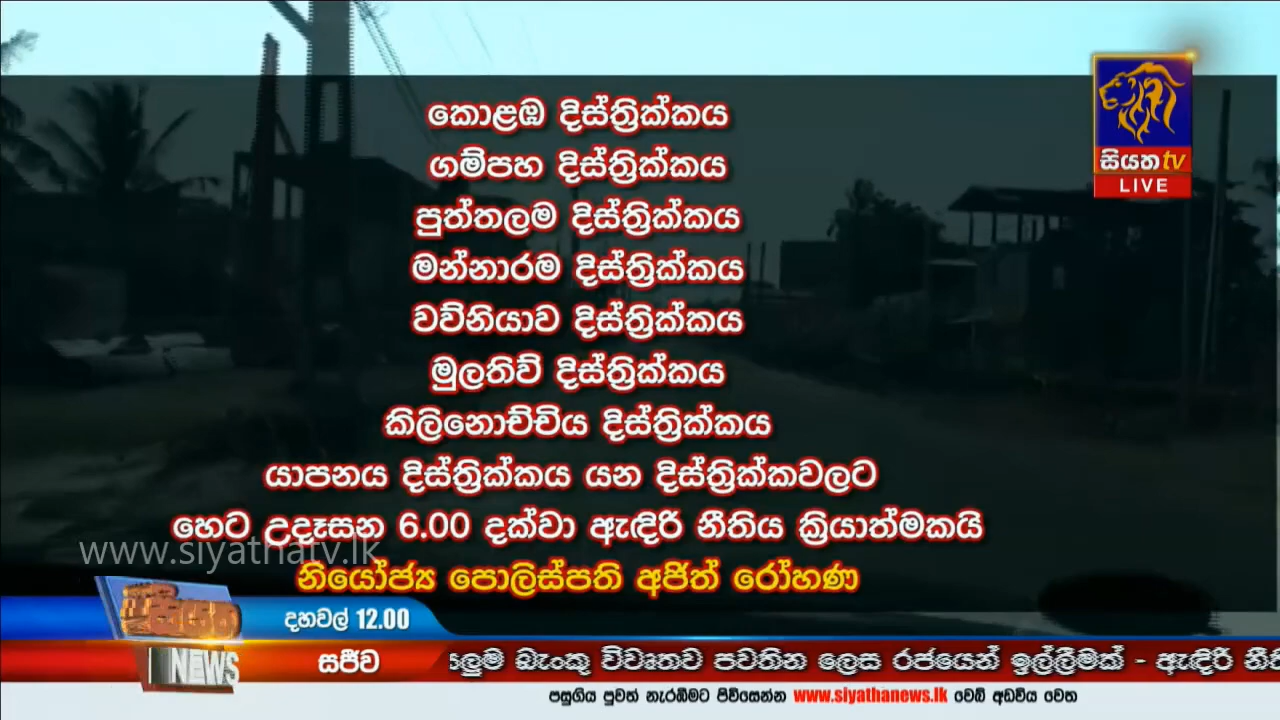 කොළඹ දිස්ත්‍රික්කය
ගම්පහ දිස්ත්‍රික්කය
පුත්තලම දිස්ත්‍රික්කය
මන්නාරම දිස්ත්‍රික්කය
වව්නියාව දිස්ත්‍රික්කය
මුලතිව් දිස්ත්‍රික්කය
කිලිනොච්චිය දිස්ත්‍රික්කය
යාපනය දිස්ත්‍රික්කය යන දිස්ත්‍රික්කවලට
හෙට උදෑසන 6.00 දක්වා ඇඳිරි නීතිය ක්‍රියාත්මකයි
නියෝජ්‍ය පොලිස්පති අජිත් රෝහණ
සියත tv
LIVE
www.siyathatv.lk
සියත
NEWS
දහවල් 12.00
සජීව
බැංකු විවෘතව පවතින ලෙස රජයෙන් ඉල්ලීමක් - ඇඳිරි
පසුගිය පුවත් නැරඹීමට පිවිසෙන්න www.siyathanews.lk වෙබ් අඩවිය වෙත